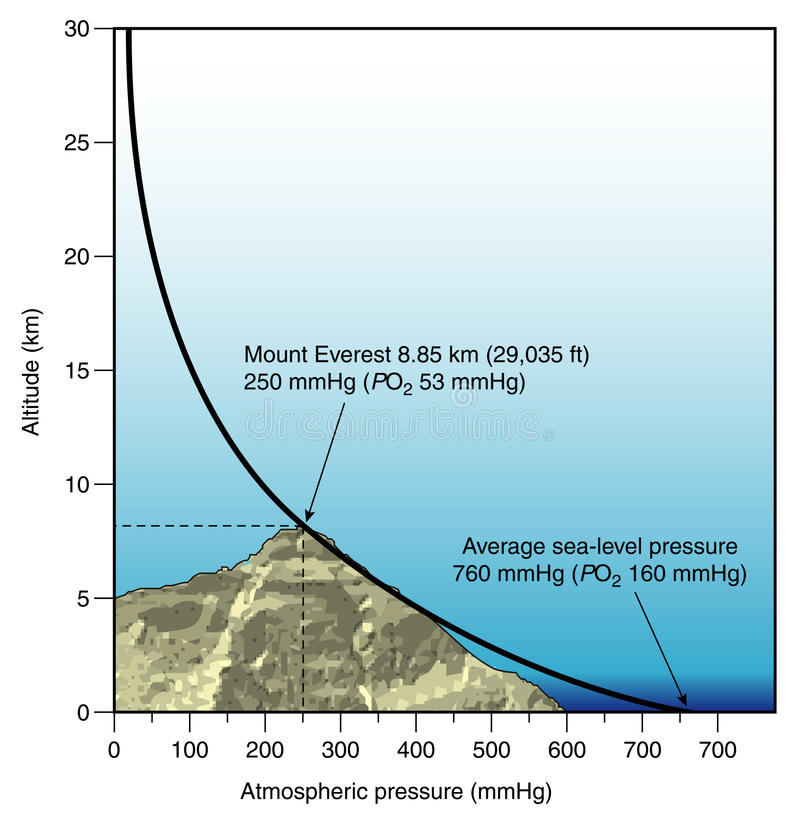 30
25
20
15
10
5
0
Altitude (km)
Mount Everest 8.85 km (29,035 ft)
250 mmHg (PO₂ 53 mmHg)
dreamstime.
Average sea-level pressure
760 mmHg (PO₂ 160 mmHg)
0 100 200 300 400 500 600 700 700
Atmospheric pressure (mmHg)